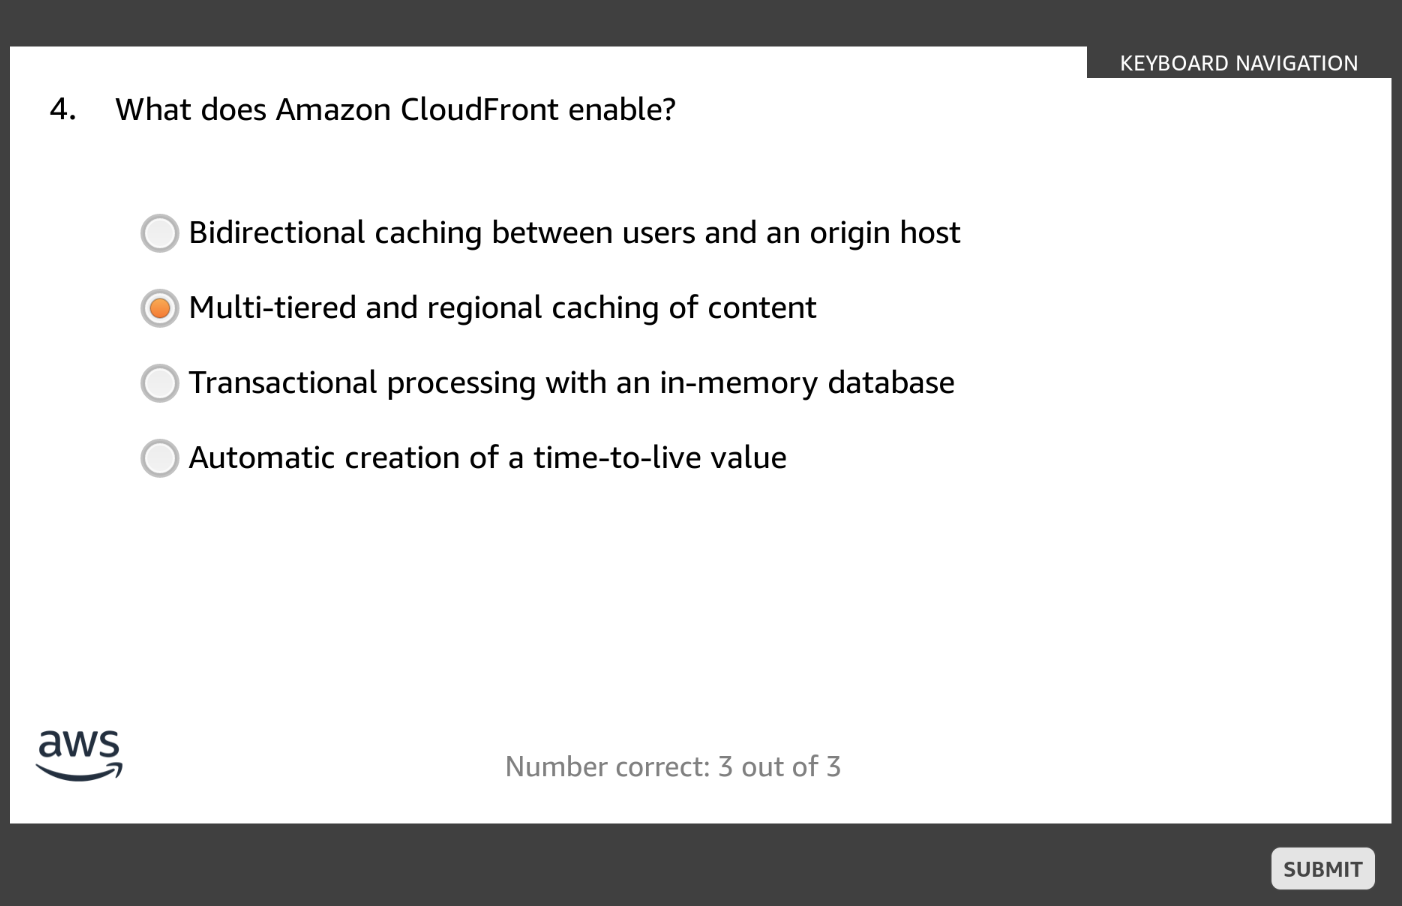 KEYBOARD NAVIGATION
4. What does Amazon CloudFront enable?
Bidirectional caching between users and an origin host
Multi-tiered and regional caching of content
Transactional processing with an in-memory database
Automatic creation of a time-to-live value
aws
Number correct: 3 out of 3
SUBMIT